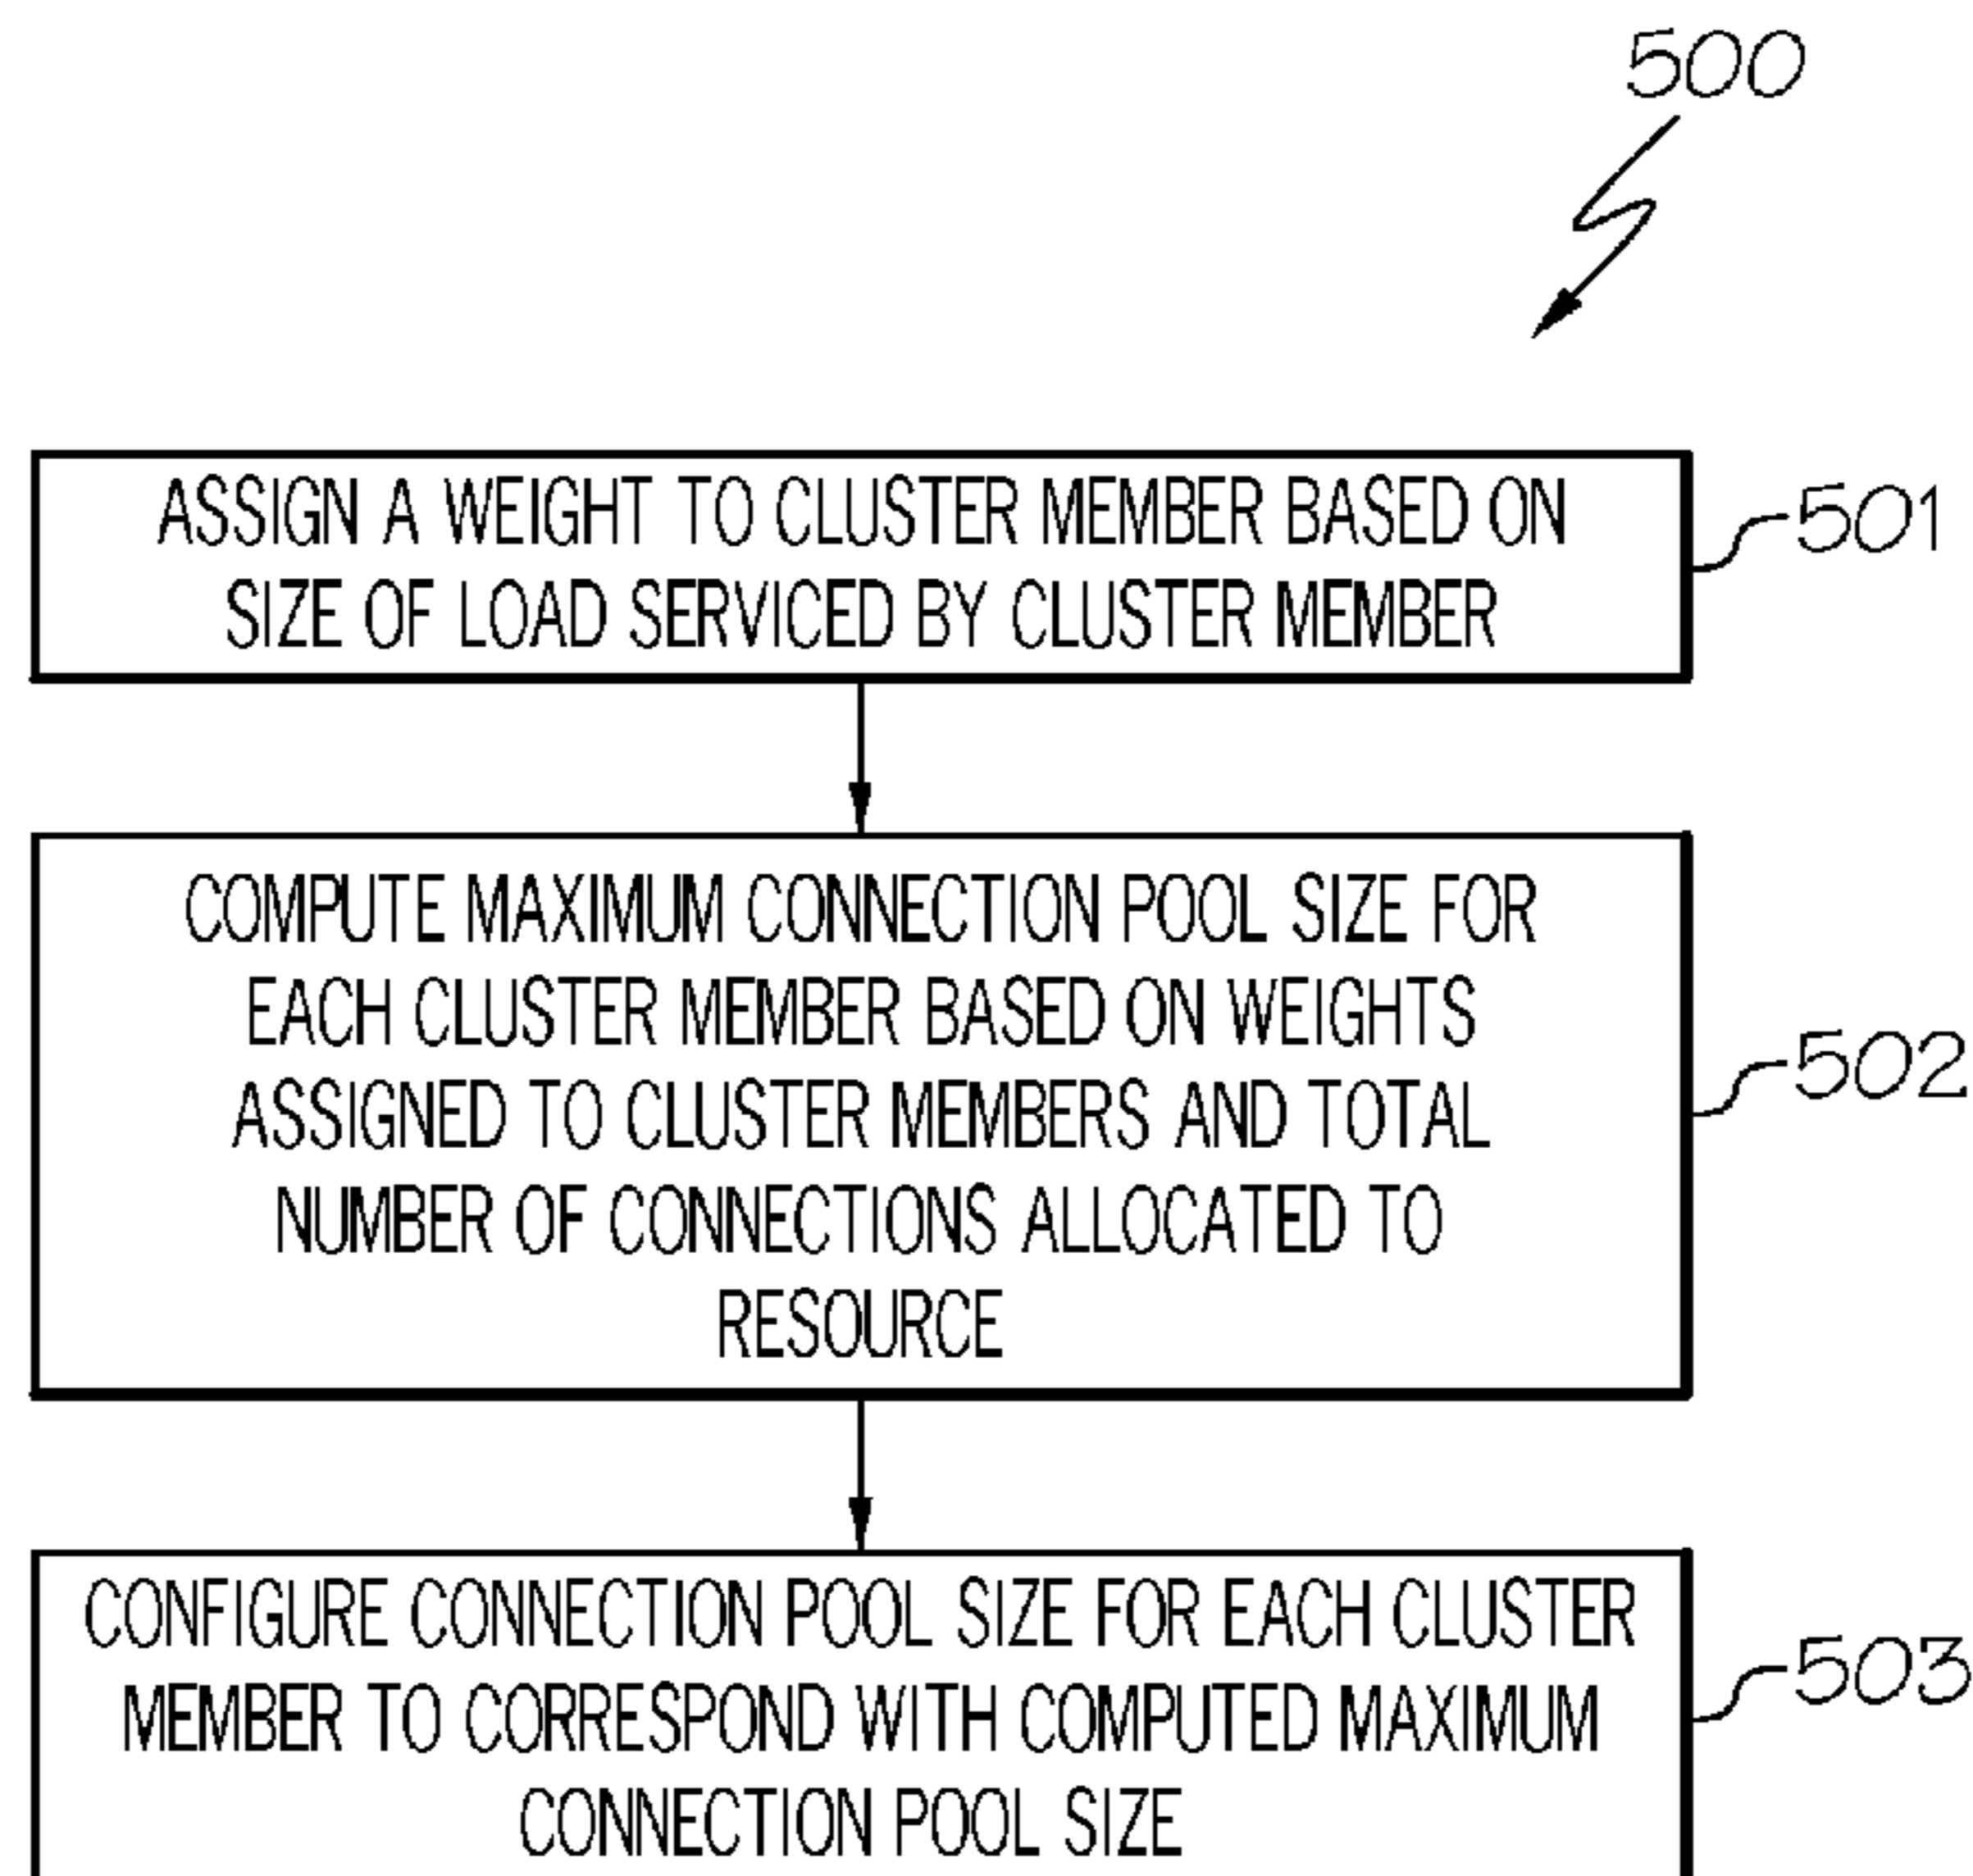 500
ASSIGN A WEIGHT TO CLUSTER MEMBER BASED ON
SIZE OF LOAD SERVICED BY CLUSTER MEMBER
501
COMPUTE MAXIMUM CONNECTION POOL SIZE FOR
EACH CLUSTER MEMBER BASED ON WEIGHTS
ASSIGNED TO CLUSTER MEMBERS AND TOTAL
NUMBER OF CONNECTIONS ALLOCATED TO
RESOURCE
502
CONFIGURE CONNECTION POOL SIZE FOR EACH CLUSTER
MEMBER TO CORRESPOND WITH COMPUTED MAXIMUM
CONNECTION POOL SIZE
503